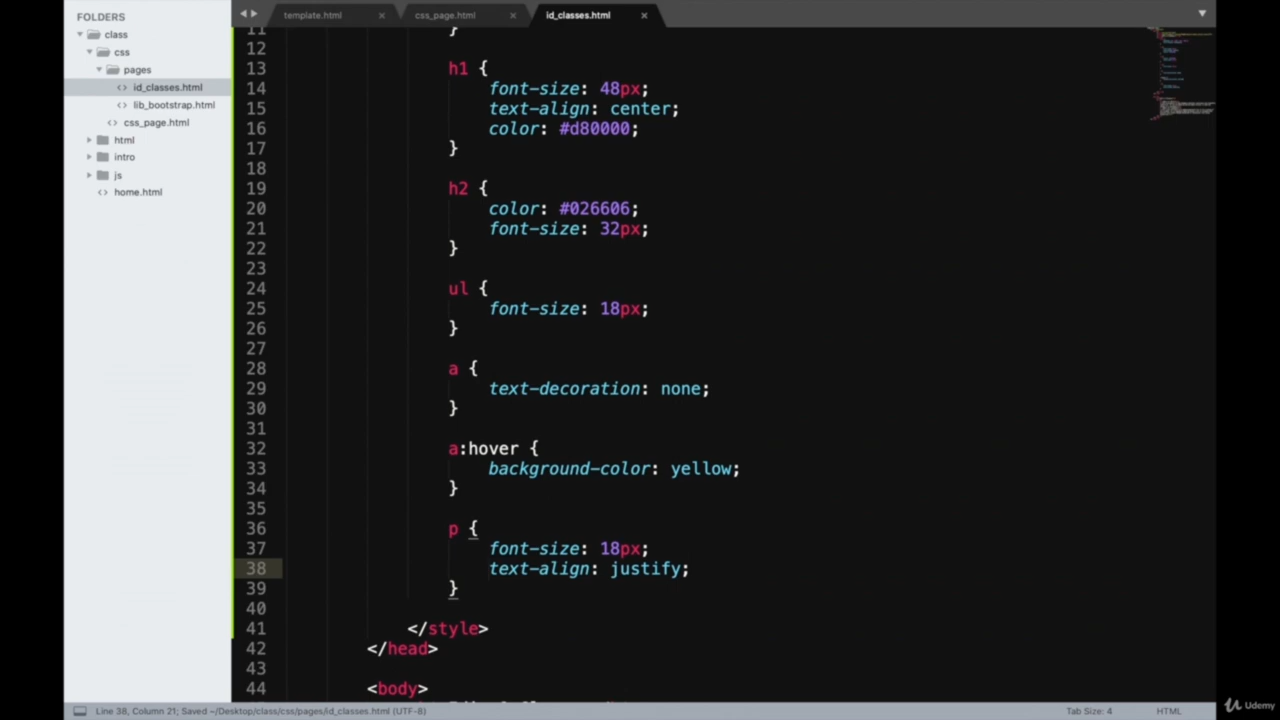 FOLDERS
class
css
pages
<> id_classes.html
<> lib_bootstrap.html
<> css_page.html
html
intro
js
<> home.html
template.html ×
css_page.html ×
id_classes.html ×
11 }
12
13 h1 {
14 font-size: 48px;
15 text-align: center;
16 color: #d80000;
17 }
18
19 h2 {
20 color: #026606;
21 font-size: 32px;
22 }
23
24 ul {
25 font-size: 18px;
26 }
27
28 a {
29 text-decoration: none;
30 }
31
32 a:hover {
33 background-color: yellow;
34 }
35
36 p {
37 font-size: 18px;
38 text-align: justify;
39 }
40
41 </style>
42 </head>
43
44 <body>
Line 38, Column 21; Saved ~/Desktop/class/css/pages/id_classes.html (UTF-8)
Tab Size: 4
HTML
Udemy